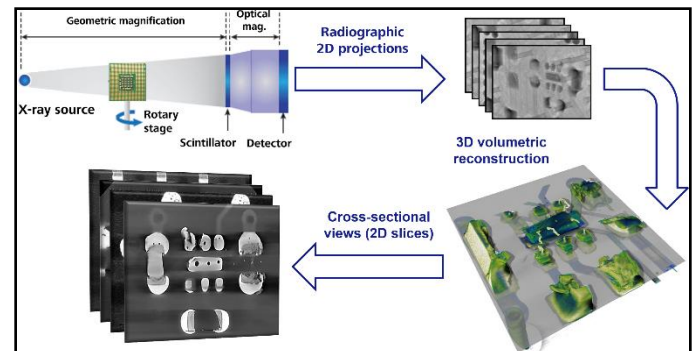 Geometric magnification
Optical
mag.
X-ray source
Rotary
stage
Scintillator
Detector
Radiographic
2D projections
3D volumetric
reconstruction
Cross-sectional
views (2D slices)